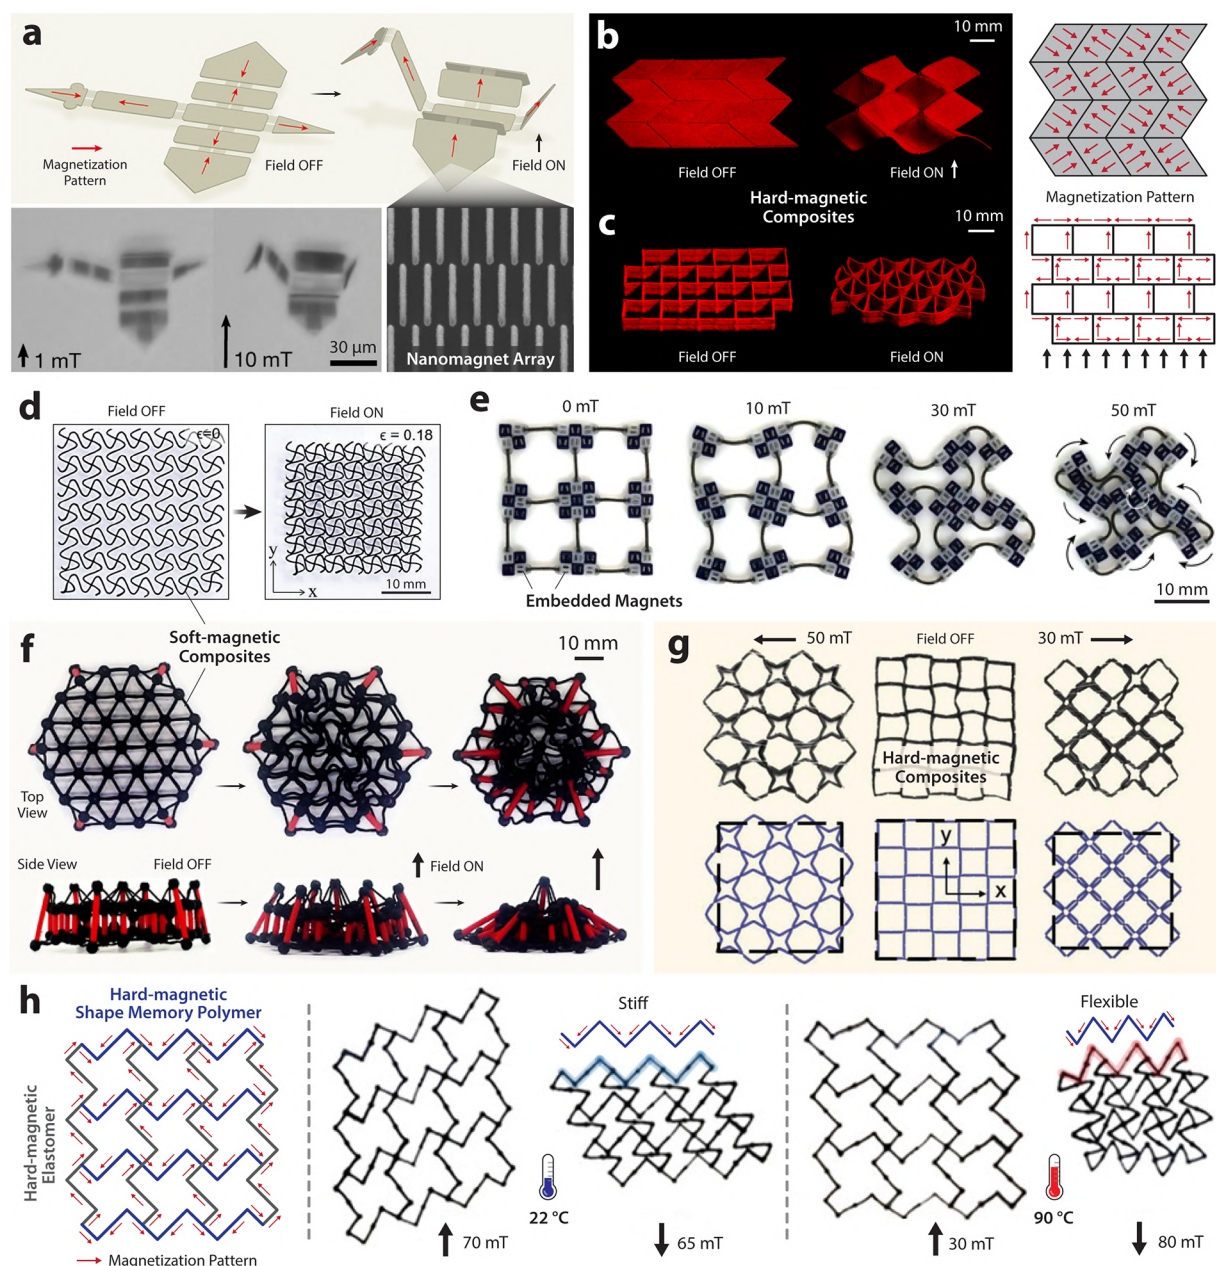 a
Magnetization
Pattern
Field OFF
Field ON
1 mT
10 mT
30 µm
Nanomagnet Array
b
10 mm
Field OFF
Field ON
Hard-magnetic
Composites
Magnetization Pattern
c
10 mm
Field OFF
Field ON
d
Field OFF
Field ON
ϵ=0
ϵ = 0.18
y
x
10 mm
Soft-magnetic
Composites
e
0 mT
10 mT
30 mT
50 mT
Embedded Magnets
10 mm
f
10 mm
Top
View
Side View
Field OFF
Field ON
g
50 mT
Field OFF
30 mT
Hard-magnetic
Composites
y
x
h
Hard-magnetic
Shape Memory Polymer
Hard-magnetic
Elastomer
Magnetization Pattern
Stiff
22 °C
70 mT
65 mT
Flexible
90 °C
30 mT
80 mT